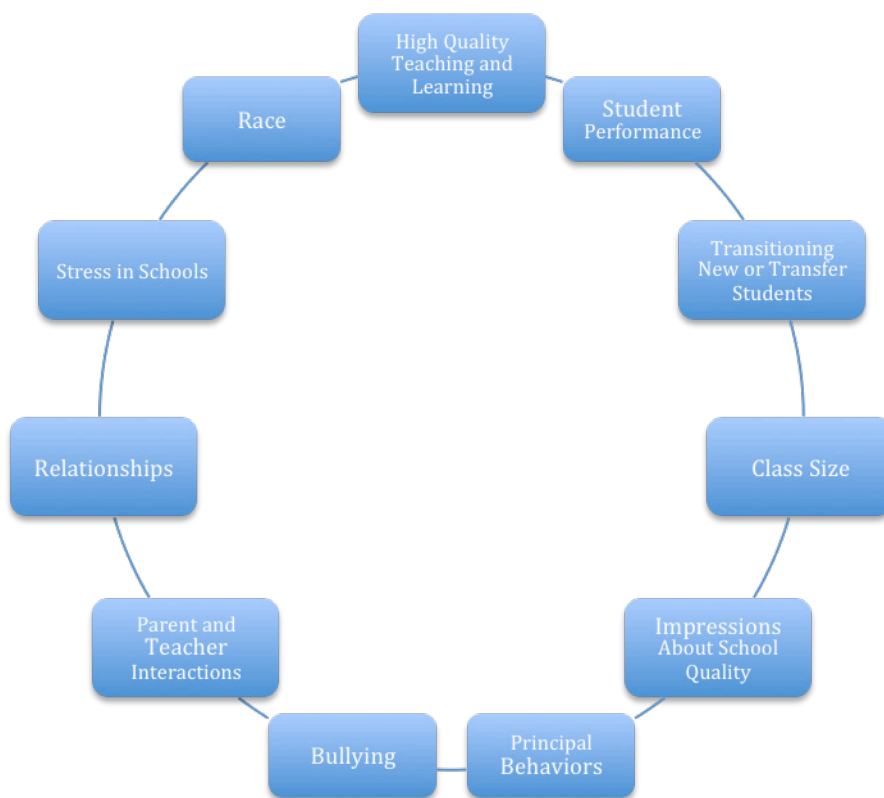 High Quality
Teaching and
Learning
Student
Performance
Transitioning
New or Transfer
Students
Class Size
Impressions
About School
Quality
Principal
Behaviors
Bullying
Parent and
Teacher
Interactions
Relationships
Stress in Schools
Race